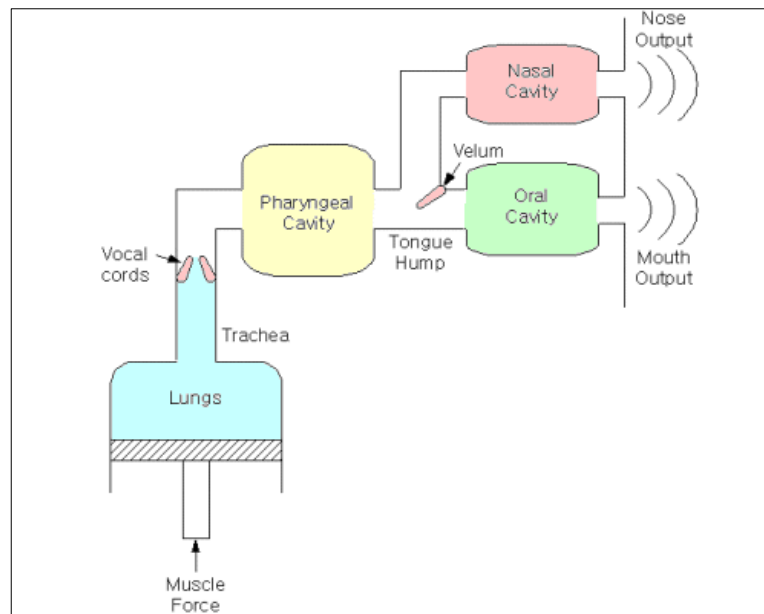 Nose
Output
Nasal
Cavity
Velum
Pharyngeal
Cavity
Oral
Cavity
Tongue
Hump
Mouth
Output
Vocal
cords
Trachea
Lungs
Muscle
Force